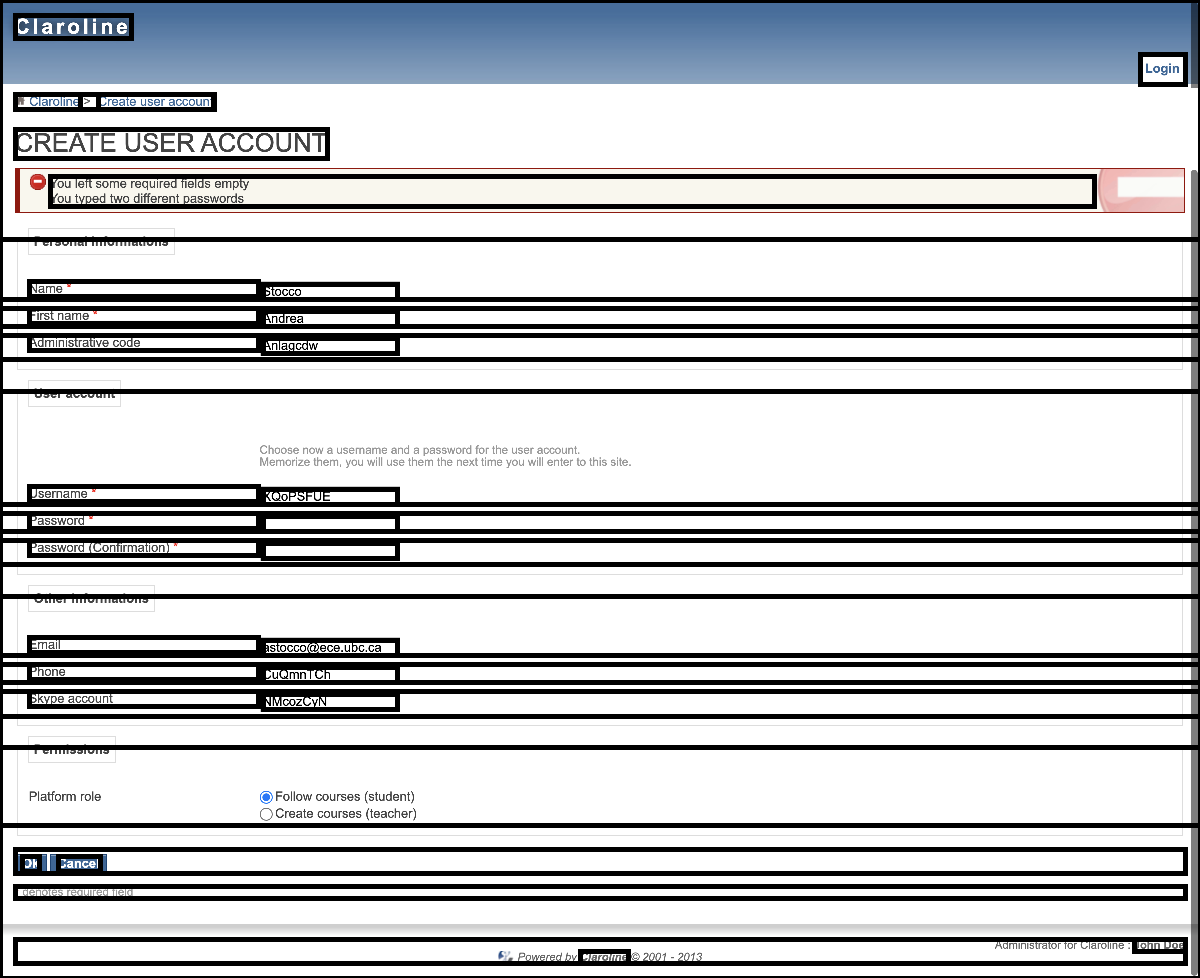 Claroline
Login
Claroline > Create user account
CREATE USER ACCOUNT
You left some required fields empty
You typed two different passwords
Personal informations
Name * Stocco
First name * Andrea
Administrative code Anlagcdw
User account
Choose now a username and a password for the user account.
Memorize them, you will use them the next time you will enter to this site.
Username * XQoPSFUE
Password *
Password (Confirmation) *
Other informations
Email astocco@ece.ubc.ca
Phone CuQmnTCh
Skype account NMcozCyN
Permissions
Platform role Follow courses (student)
Create courses (teacher)
Ok Cancel
denotes required field
Administrator for Claroline : John Doe
Powered by Claroline © 2001 - 2013